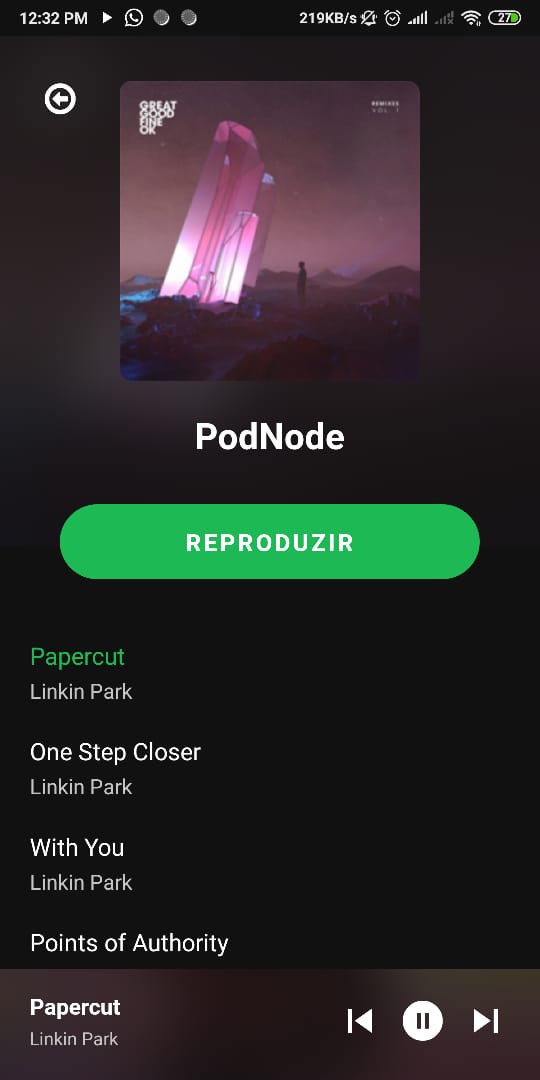 12:32 PM
219KB/s
27
GREAT
GOOD
FINE
OK
REMIXES
VOL. 1
PodNode
REPRODUZIR
Papercut
Linkin Park
One Step Closer
Linkin Park
With You
Linkin Park
Points of Authority
Papercut
Linkin Park